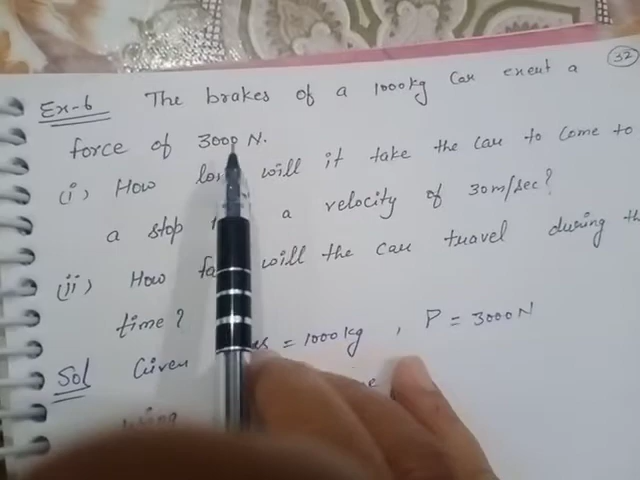 37
Ex-6 The brakes of a 1000kg Car exert a
force of 3000 N.
(i) How will it take the car to come to
a stop a velocity of 30m/sec?
(ii) How will the car travel during
time?
Sol Given = 1000kg, P = 3000N